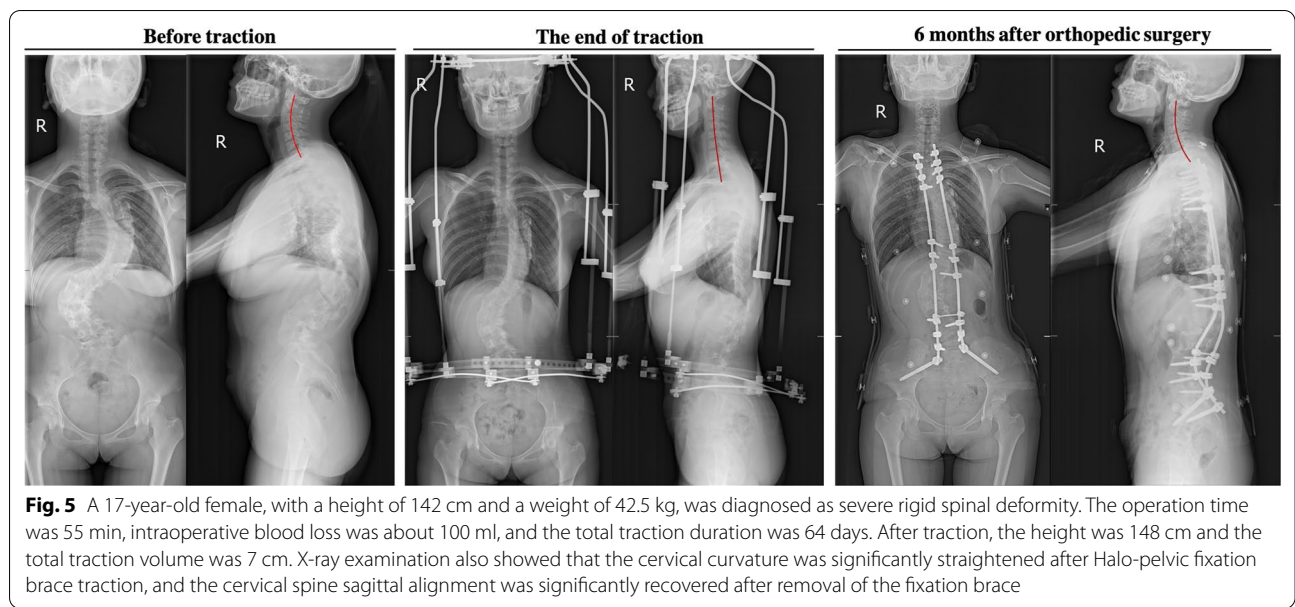 Before traction
The end of traction
6 months after orthopedic surgery
R
R
R
R
R
R
Fig. 5 A 17-year-old female, with a height of 142 cm and a weight of 42.5 kg, was diagnosed as severe rigid spinal deformity. The operation time
was 55 min, intraoperative blood loss was about 100 ml, and the total traction duration was 64 days. After traction, the height was 148 cm and the
total traction volume was 7 cm. X-ray examination also showed that the cervical curvature was significantly straightened after Halo-pelvic fixation
brace traction, and the cervical spine sagittal alignment was significantly recovered after removal of the fixation brace